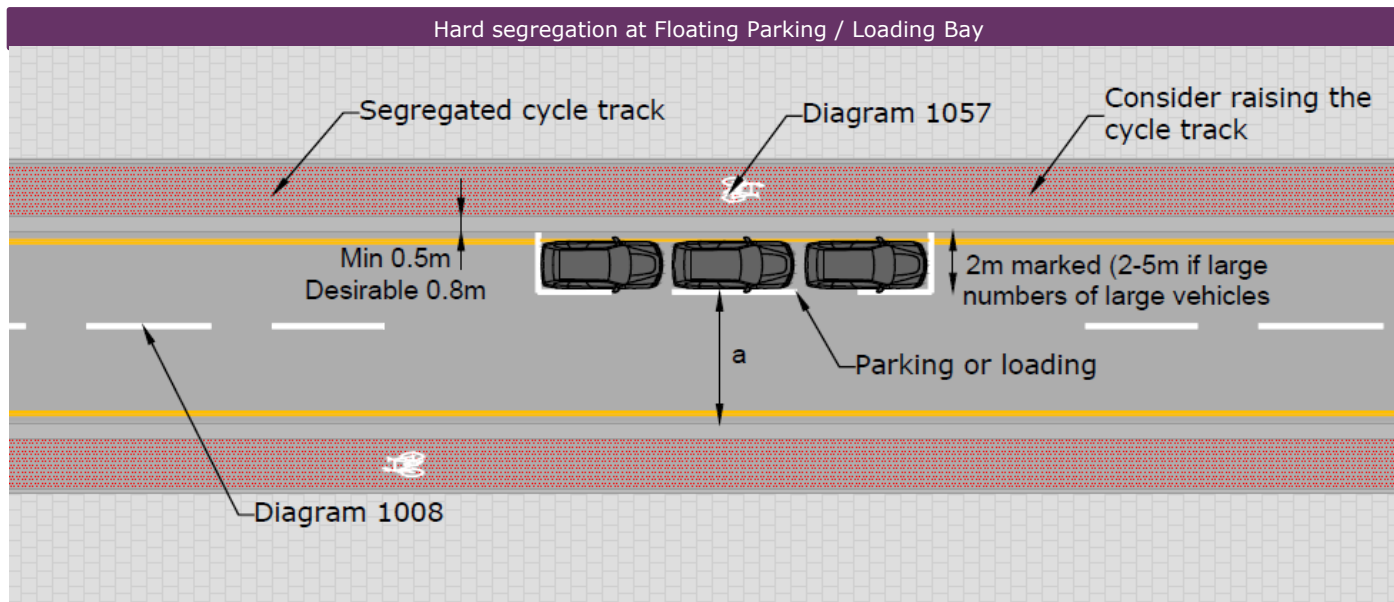 Hard segregation at Floating Parking / Loading Bay
Segregated cycle track
Diagram 1057
Consider raising the
cycle track
Min 0.5m
Desirable 0.8m
2m marked (2-5m if large
numbers of large vehicles
a
Parking or loading
Diagram 1008